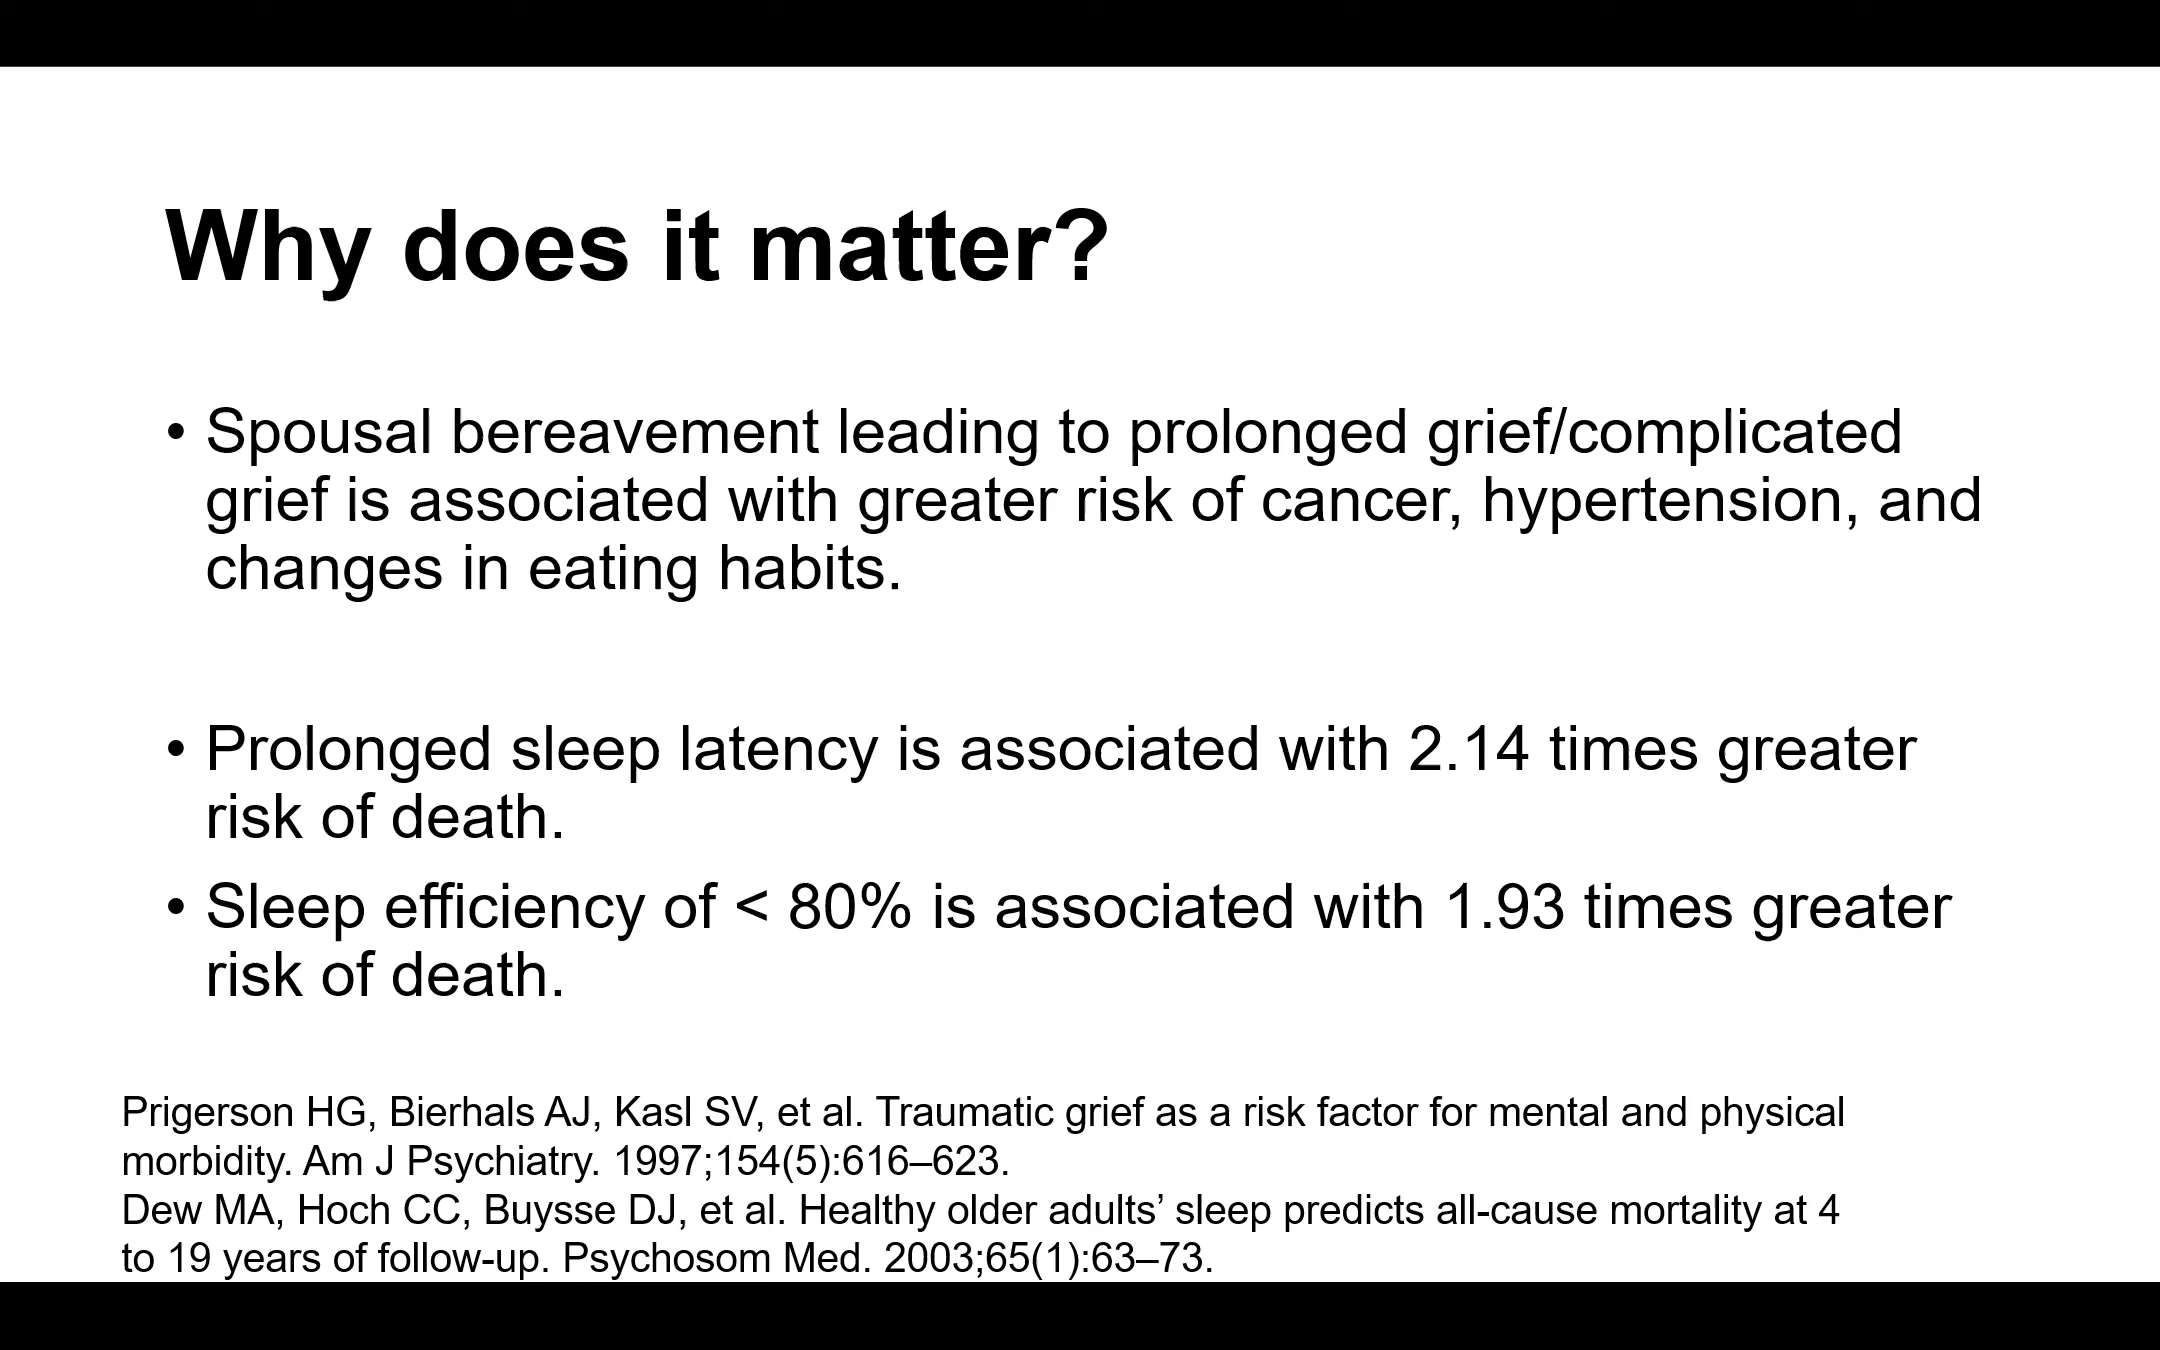 Why does it matter?
• Spousal bereavement leading to prolonged grief/complicated
grief is associated with greater risk of cancer, hypertension, and
changes in eating habits.
• Prolonged sleep latency is associated with 2.14 times greater
risk of death.
• Sleep efficiency of < 80% is associated with 1.93 times greater
risk of death.
Prigerson HG, Bierhals AJ, Kasl SV, et al. Traumatic grief as a risk factor for mental and physical
morbidity. Am J Psychiatry. 1997;154(5):616–623.
Dew MA, Hoch CC, Buysse DJ, et al. Healthy older adults’ sleep predicts all-cause mortality at 4
to 19 years of follow-up. Psychosom Med. 2003;65(1):63–73.